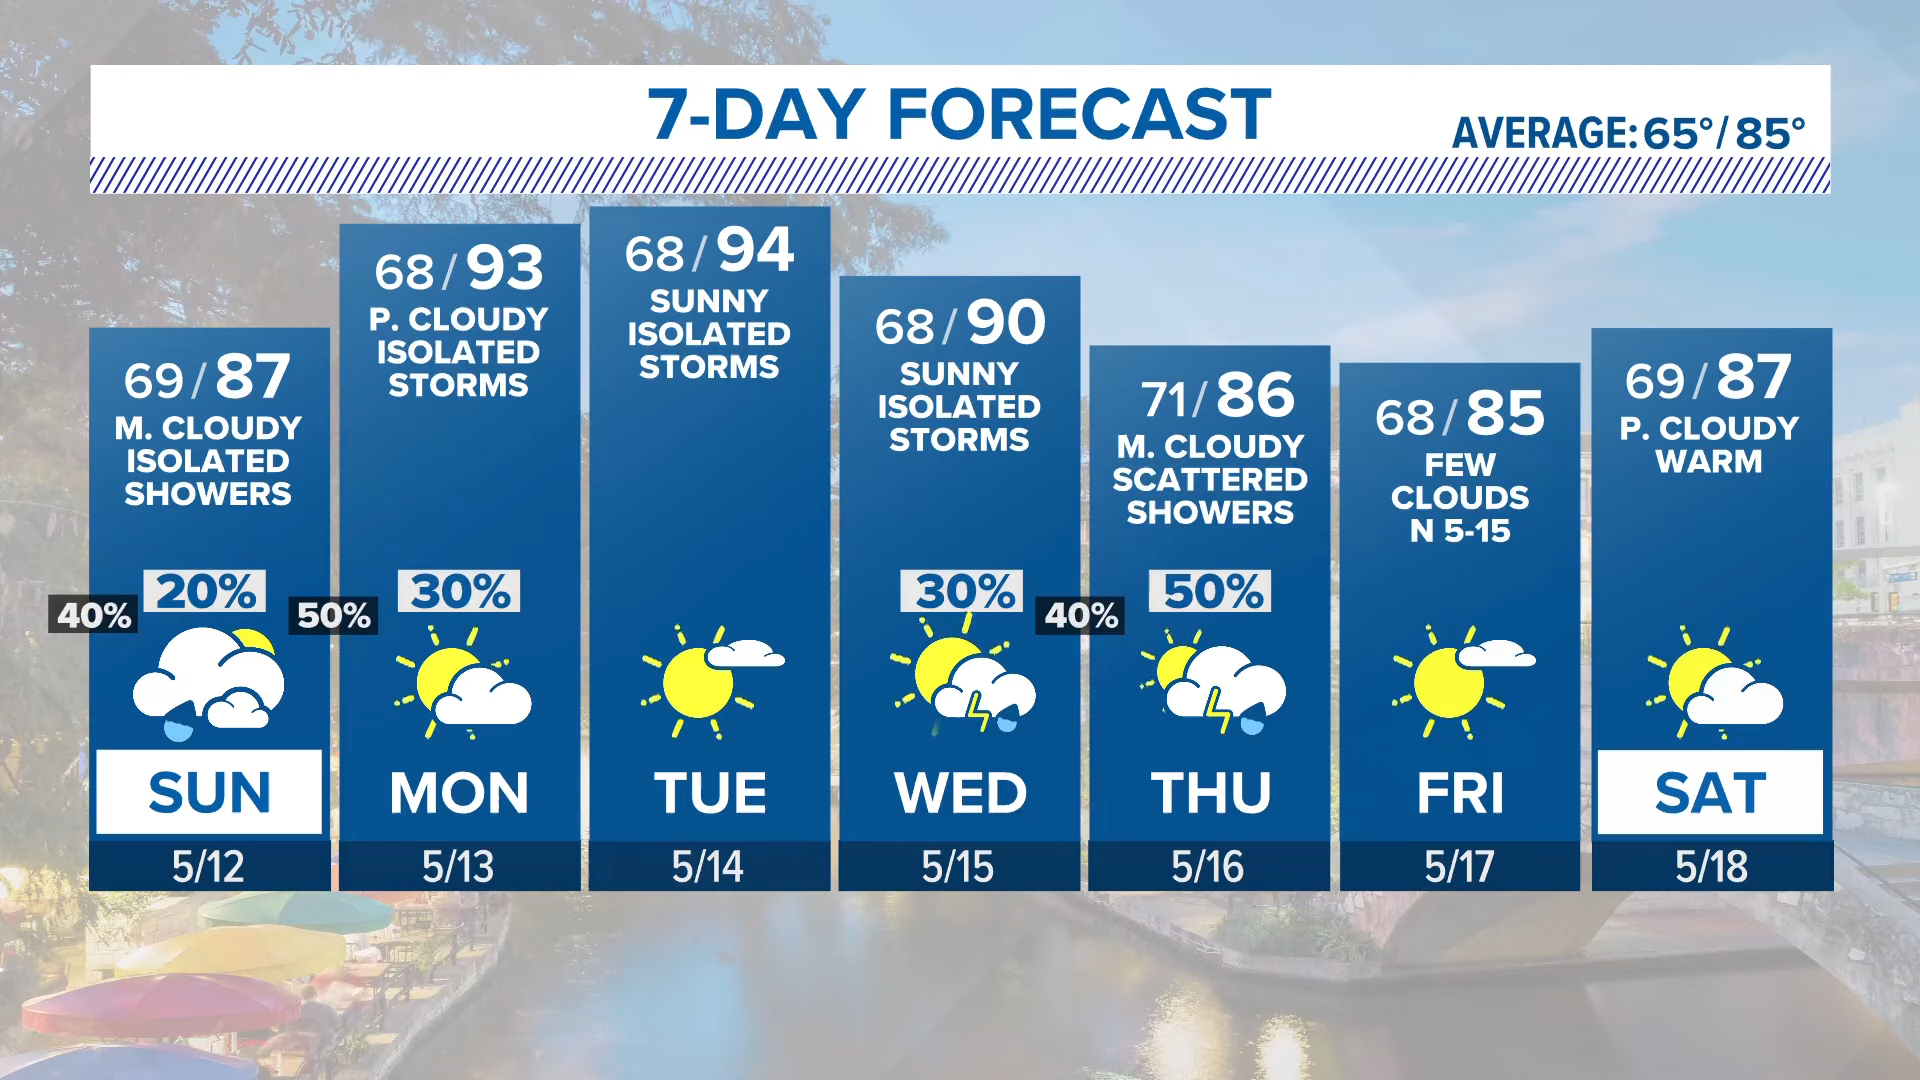 7-DAY FORECAST
AVERAGE: 65°/85°
69/87
M. CLOUDY
ISOLATED
SHOWERS
40%
20%
SUN
5/12
68/93
P. CLOUDY
ISOLATED
STORMS
50%
30%
MON
5/13
68/94
SUNNY
ISOLATED
STORMS
TUE
5/14
68/90
SUNNY
ISOLATED
STORMS
30%
WED
5/15
71/86
M. CLOUDY
SCATTERED
SHOWERS
40%
50%
THU
5/16
68/85
FEW
CLOUDS
N 5-15
FRI
5/17
69/87
P. CLOUDY
WARM
SAT
5/18